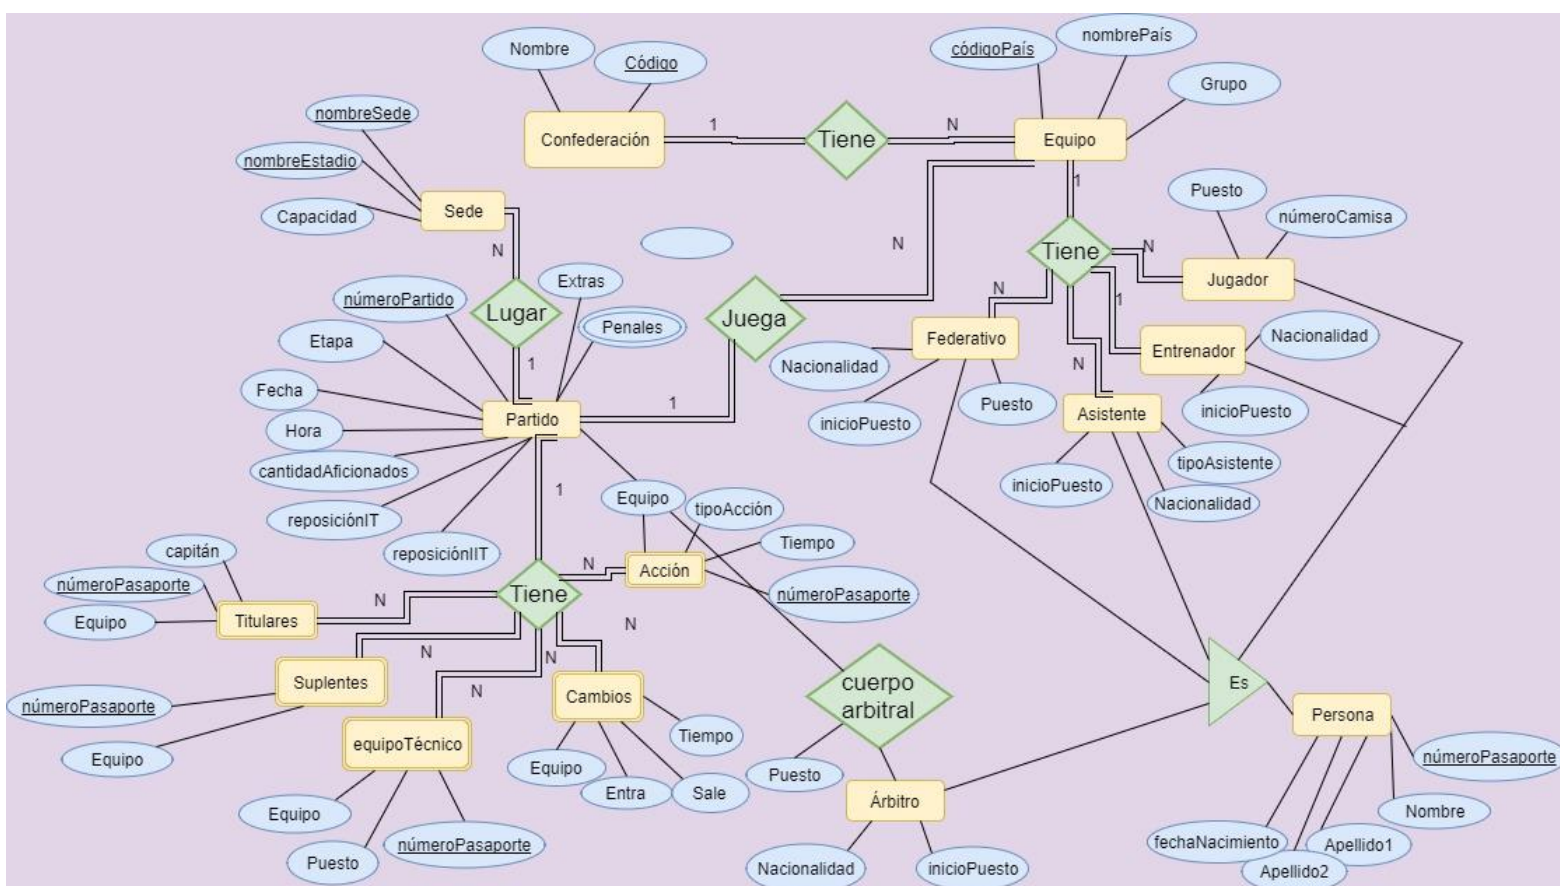 nombrePaís
códigoPaís
Nombre
Código
Grupo
nombreSede
1
N
Confederación
Tiene
Equipo
nombreEstadio
1
Puesto
Sede
Capacidad
númeroCamisa
N
N
Tiene
N
Jugador
Extras
númeroPartido
N
1
Lugar
Juega
Penales
Nacionalidad
Etapa
Federativo
Entrenador
1
Nacionalidad
N
Fecha
1
Puesto
inicioPuesto
Asistente
Partido
inicioPuesto
Hora
tipoAsistente
cantidadAficionados
inicioPuesto
1
Equipo
tipoAcción
Nacionalidad
reposiciónIT
Tiempo
capitán
reposiciónIIT
N
Acción
númeroPasaporte
Tiene
númeroPasaporte
N
Equipo
Titulares
N
N
N
Suplentes
N
cuerpo
arbitral
Es
Cambios
númeroPasaporte
Persona
Tiempo
equipoTécnico
Equipo
númeroPasaporte
Equipo
Puesto
Entra
Sale
Árbitro
Nombre
Equipo
fechaNacimiento
Apellido1
númeroPasaporte
Puesto
Nacionalidad
inicioPuesto
Apellido2